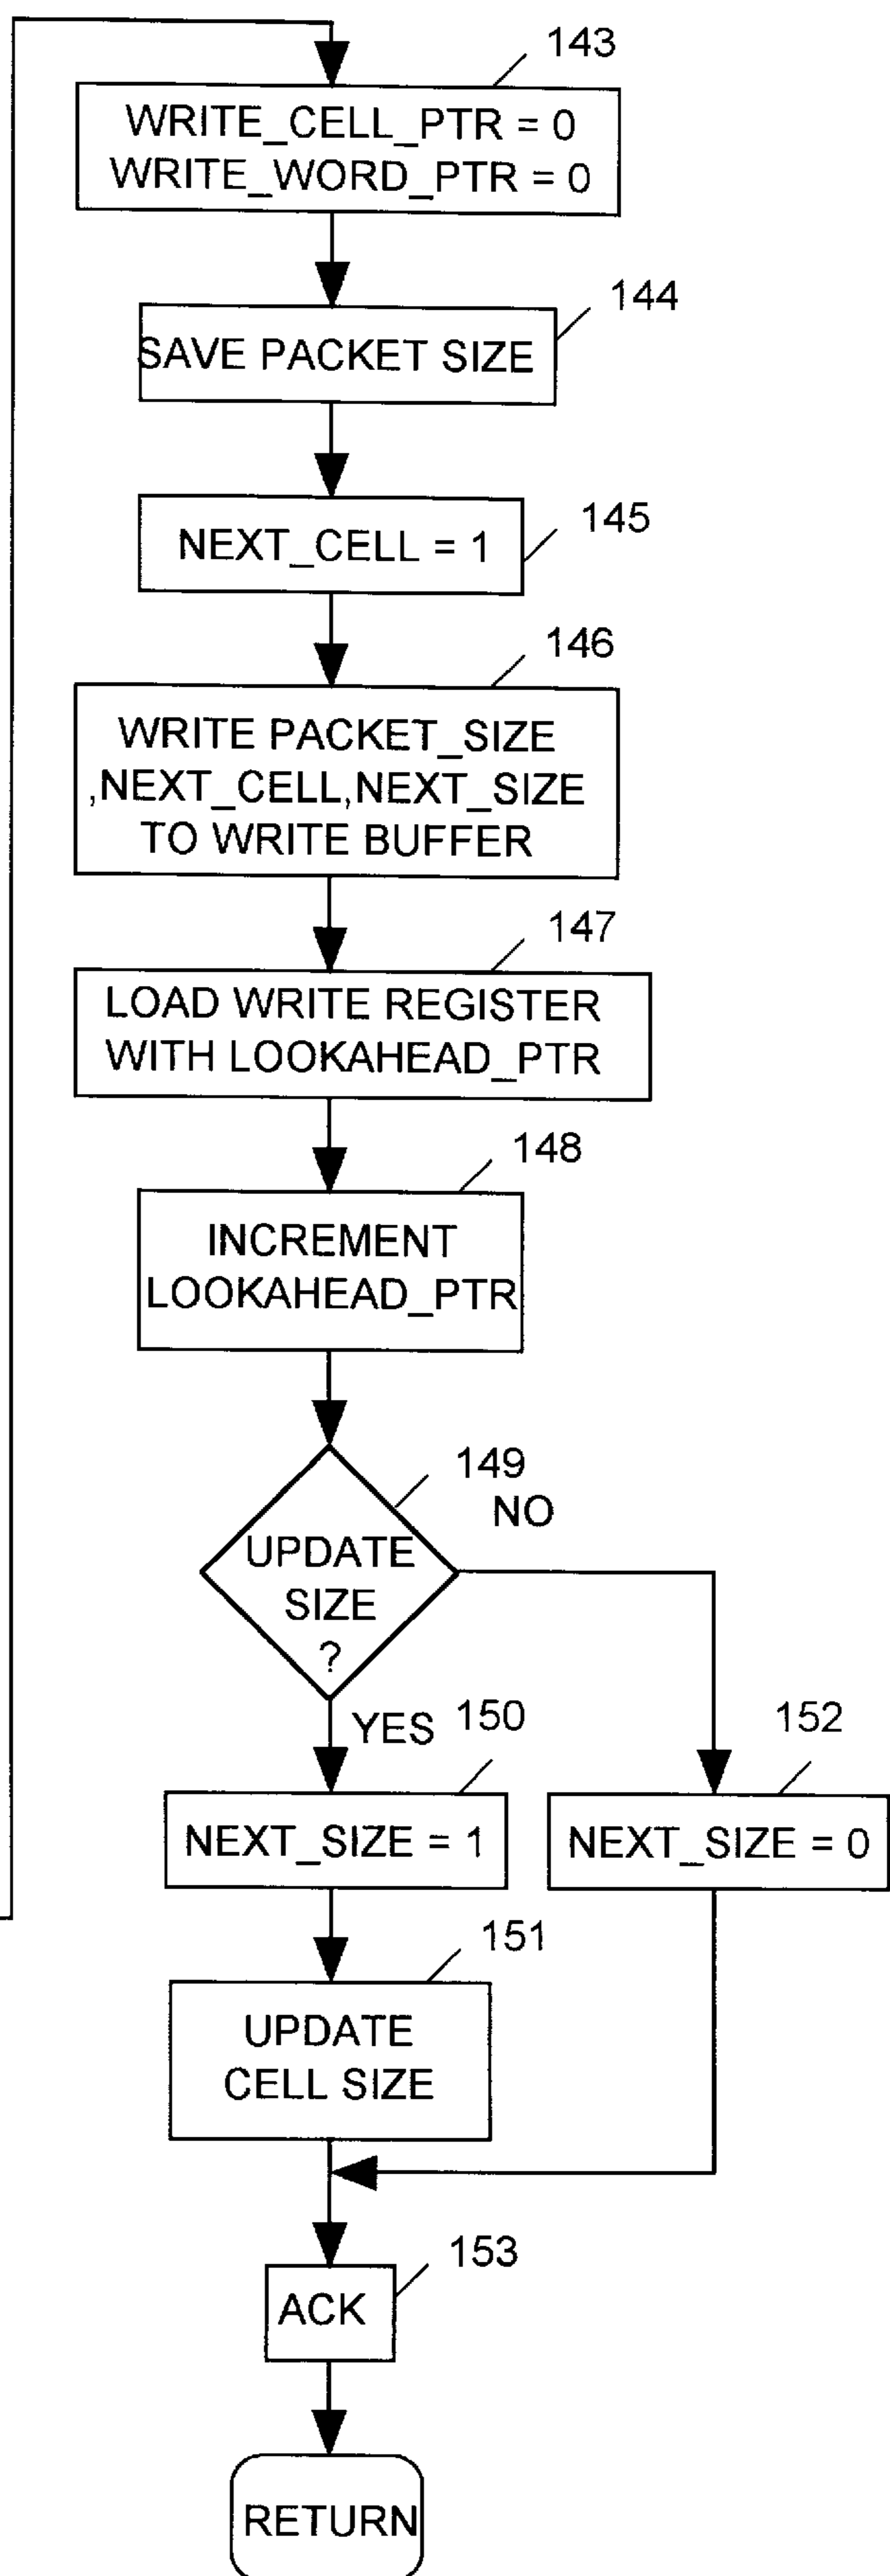 143
WRITE_CELL_PTR = 0
WRITE_WORD_PTR = 0
144
SAVE PACKET SIZE
145
NEXT_CELL = 1
146
WRITE PACKET_SIZE
,NEXT_CELL,NEXT_SIZE
TO WRITE BUFFER
147
LOAD WRITE REGISTER
WITH LOOKAHEAD_PTR
148
INCREMENT
LOOKAHEAD_PTR
149
NO
UPDATE
SIZE
?
YES
150
152
NEXT_SIZE = 1
NEXT_SIZE = 0
151
UPDATE
CELL SIZE
153
ACK
RETURN